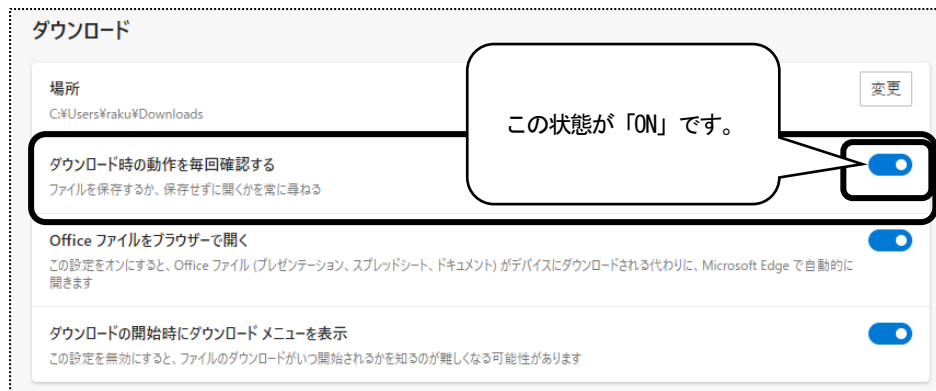 ダウンロード
場所
変更
C:¥Users¥raku¥Downloads
この状態が「ON」です。
ダウンロード時の動作を毎回確認する
ファイルを保存するか、保存せずに開くかを常に尋ねる
Office ファイルをブラウザーで開く
この設定をオンにすると、Office ファイル (プレゼンテーション、スプレッドシート、ドキュメント) がデバイスにダウンロードされる代わりに、Microsoft Edge で自動的に
開きます
ダウンロードの開始時にダウンロード メニューを表示
この設定を無効にすると、ファイルのダウンロードがいつ開始されるかを知るのが難しくなる可能性があります